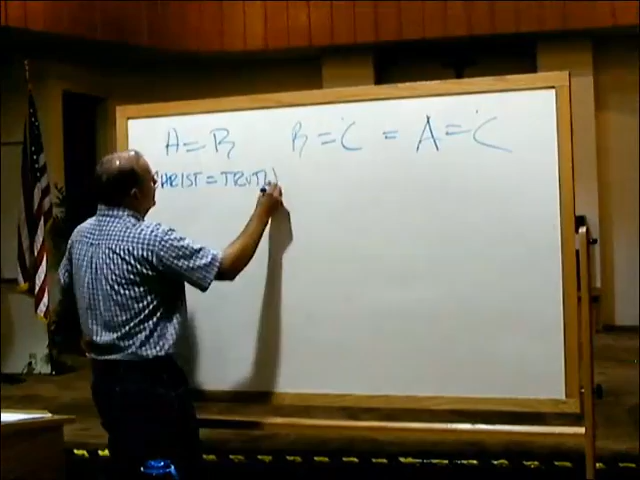 A = B B = C = A = C
CHRIST = TRUTH)